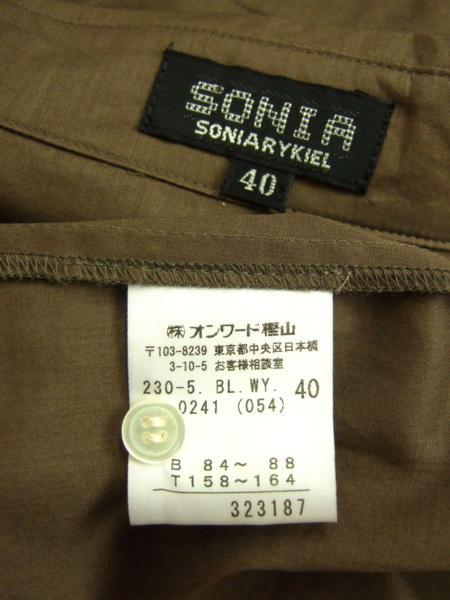 SONIA
SONIARYKIEL
40
(株)オンワード樫山
〒103-8239 東京都中央区日本橋
3-10-5 お客様相談室
230-5. BL.WY. 40
0241 (054)
B 84〜 88
T 158〜164
323187